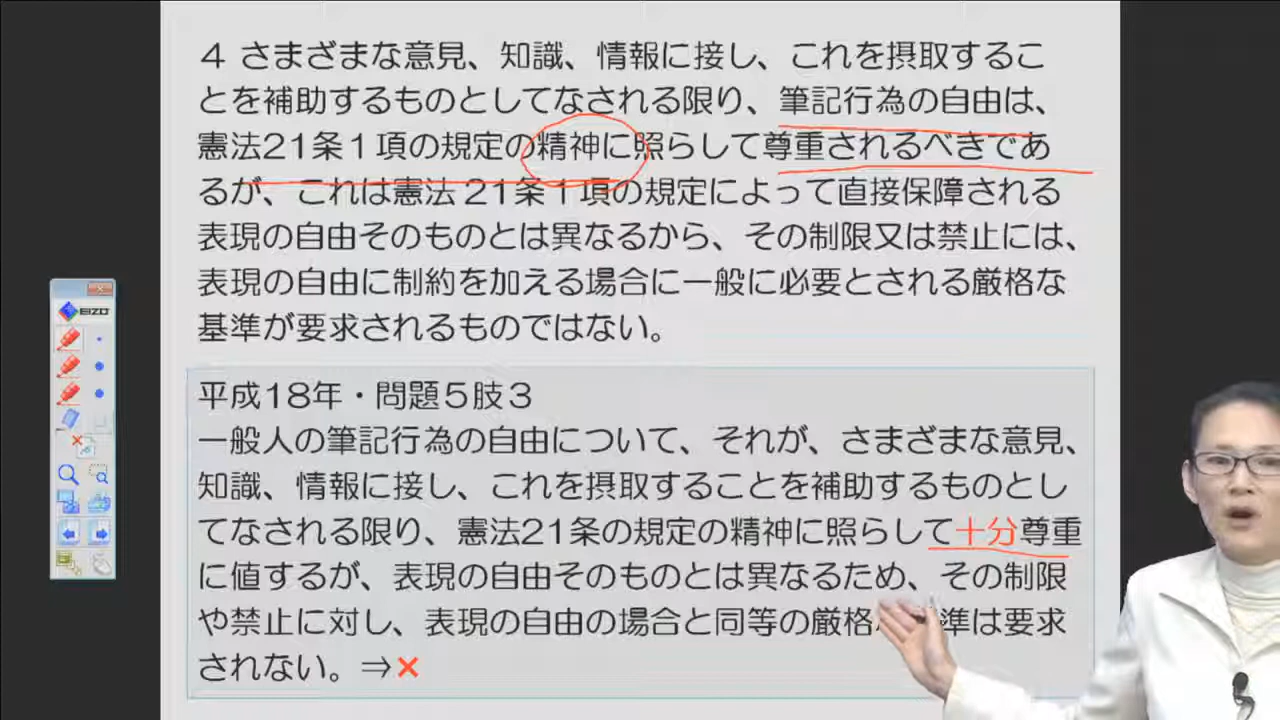 4 さまざまな意見、知識、情報に接し、これを摂取するこ
とを補助するものとしてなされる限り、筆記行為の自由は、
憲法21条1項の規定の精神に照らして尊重されるべきであ
るが、これは憲法21条1項の規定によって直接保障される
表現の自由そのものとは異なるから、その制限又は禁止には、
表現の自由に制約を加える場合に一般に必要とされる厳格な
基準が要求されるものではない。
平成18年・問題5肢3
一般人の筆記行為の自由について、それが、さまざまな意見、
知識、情報に接し、これを摂取することを補助するものとし
てなされる限り、憲法21条の規定の精神に照らして十分尊重
に値するが、表現の自由そのものとは異なるため、その制限
や禁止に対し、表現の自由の場合と同等の厳格 準は要求
されない。⇒×
EIZO